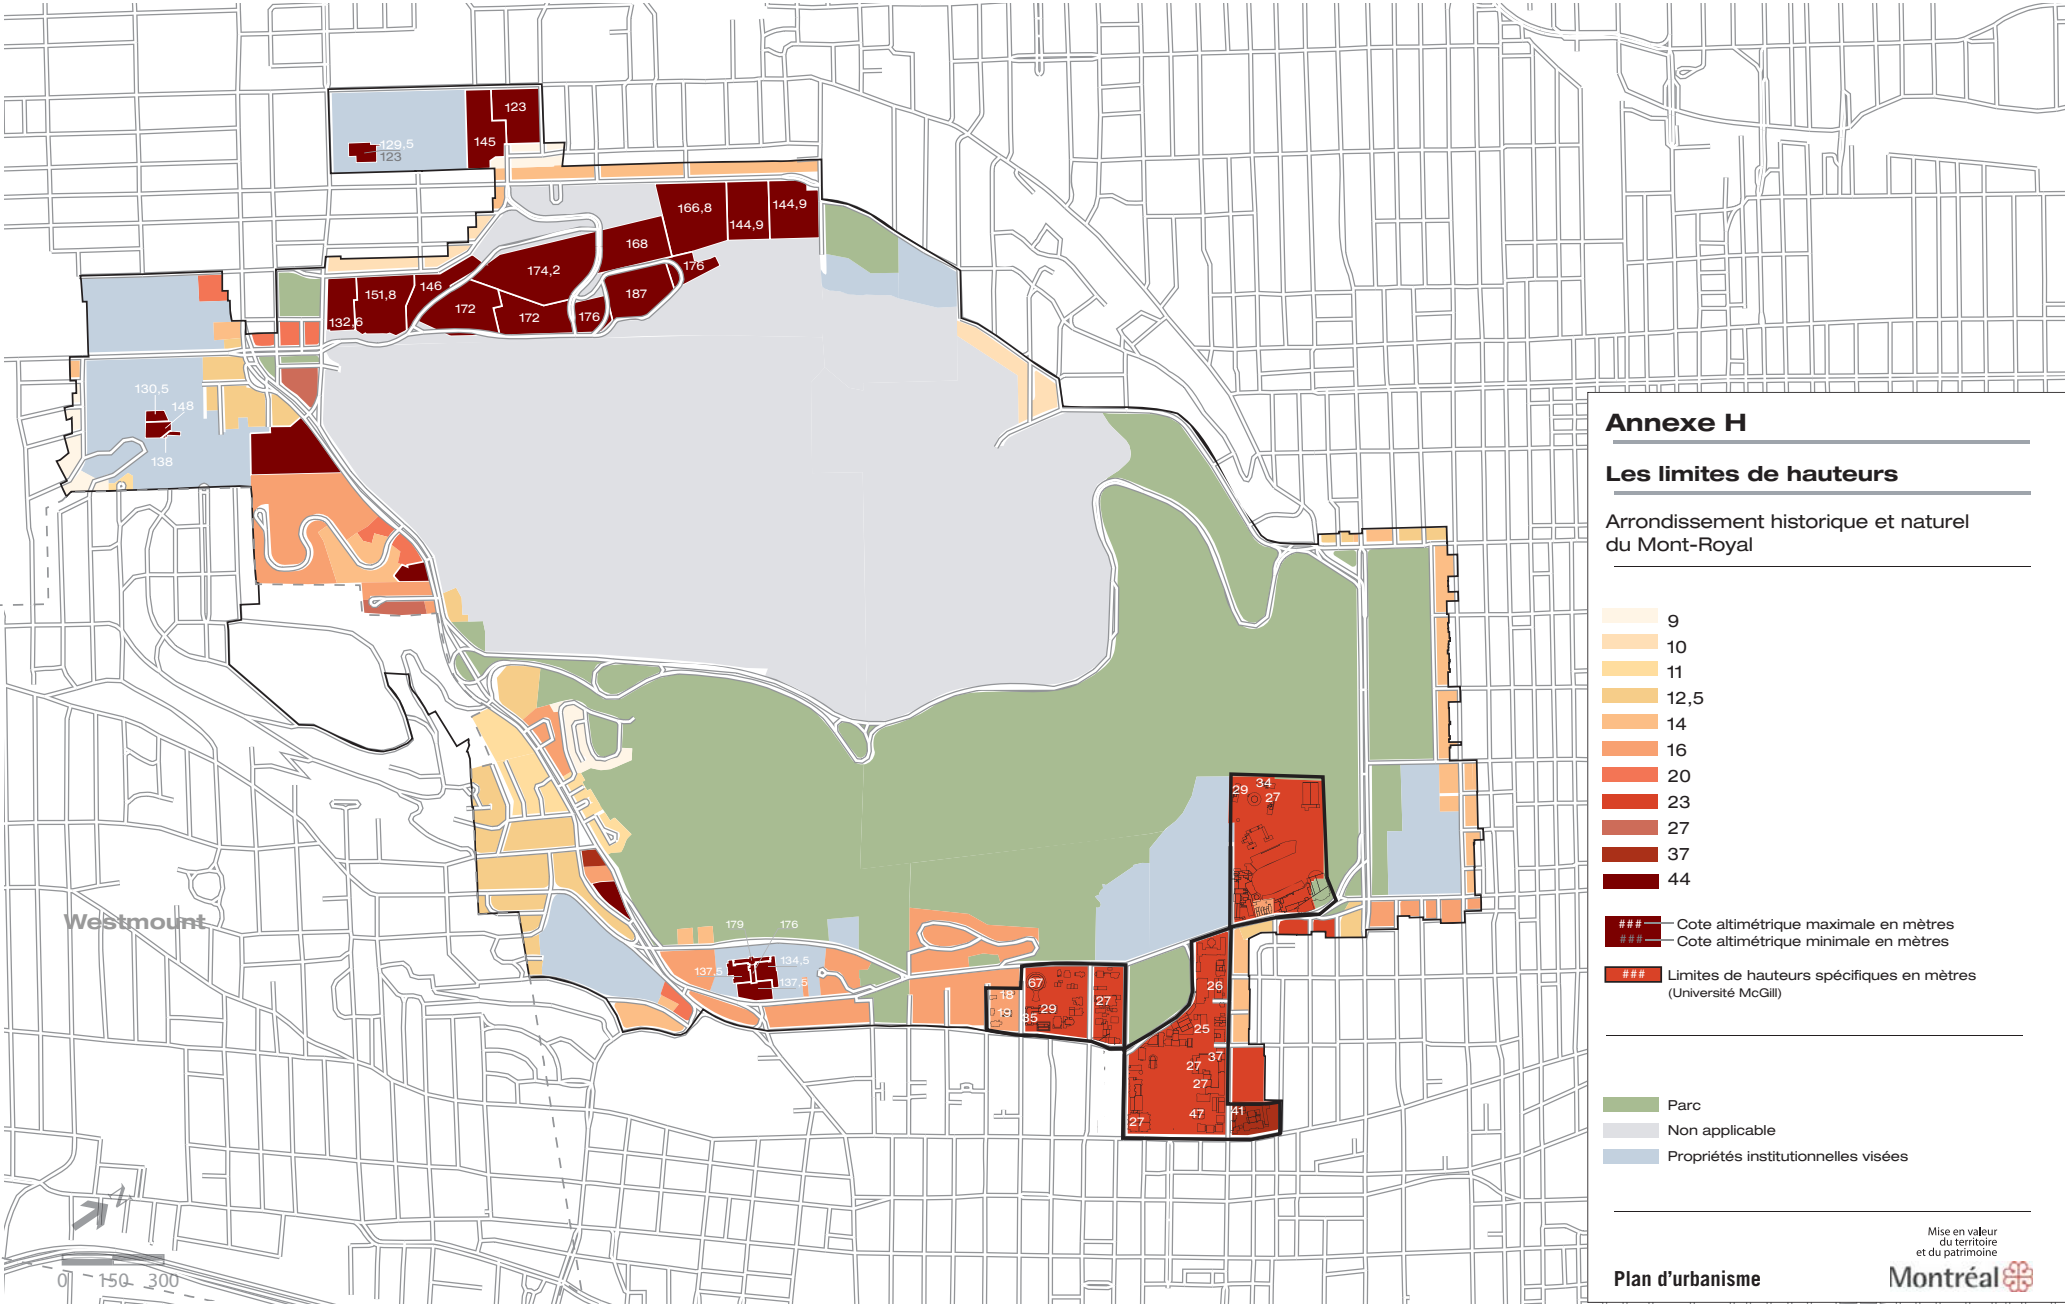 123
145
129,5
123
166,8
144,9
144,9
168
176
174,2
187
146
151,8
172
172
176
132,6
130,5
148
138
Westmount
179
176
134,5
137,5
137,5
29
34
27
67
18
19
35
29
27
26
25
37
27
27
47
27
41
0 150 300
Annexe H
Les limites de hauteurs
Arrondissement historique et naturel
du Mont-Royal
9
10
11
12,5
14
16
20
23
27
37
44
### Cote altimétrique maximale en mètres
### Cote altimétrique minimale en mètres
### Limites de hauteurs spécifiques en mètres
(Université McGill)
Parc
Non applicable
Propriétés institutionnelles visées
Mise en valeur
du territoire
et du patrimoine
Plan d'urbanisme
Montréal